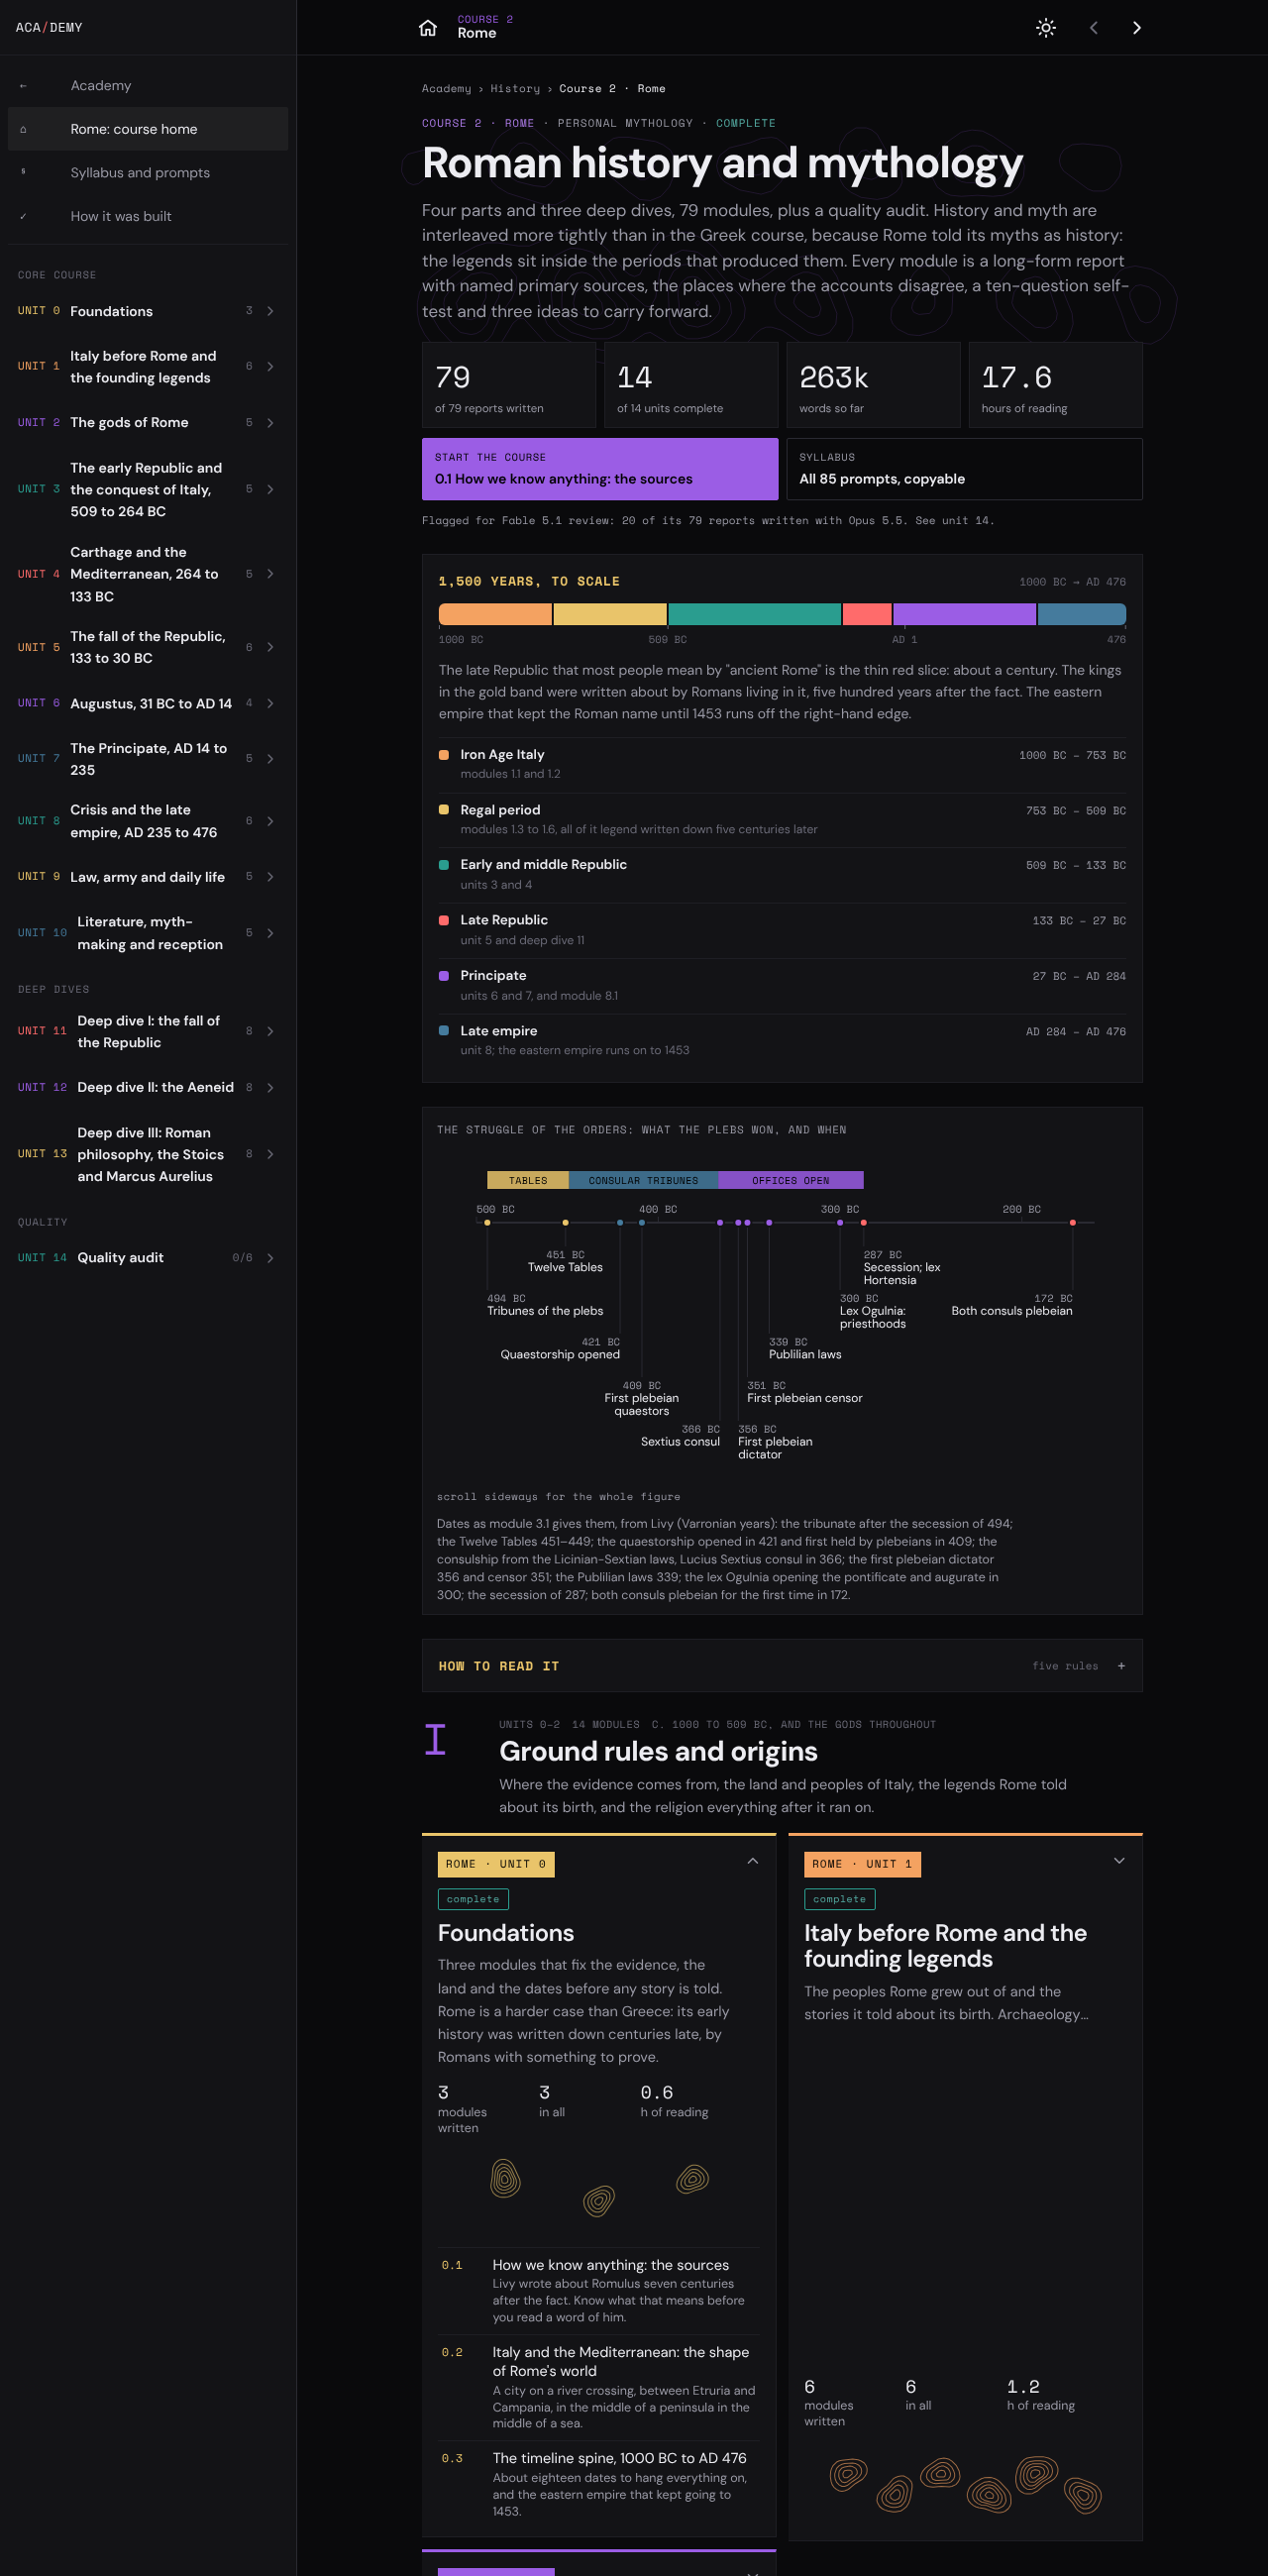 ACA/DEMY
← Academy
⌂ Rome: course home
§ Syllabus and prompts
✓ How it was built
CORE COURSE
UNIT 0 Foundations 3
UNIT 1 Italy before Rome and
the founding legends 6
UNIT 2 The gods of Rome 5
UNIT 3 The early Republic and
the conquest of Italy,
509 to 264 BC 5
UNIT 4 Carthage and the
Mediterranean, 264 to
133 BC 5
UNIT 5 The fall of the Republic,
133 to 30 BC 6
UNIT 6 Augustus, 31 BC to AD 14 4
UNIT 7 The Principate, AD 14 to
235 5
UNIT 8 Crisis and the late
empire, AD 235 to 476 6
UNIT 9 Law, army and daily life 5
UNIT 10 Literature, myth-
making and reception 5
DEEP DIVES
UNIT 11 Deep dive I: the fall of
the Republic 8
UNIT 12 Deep dive II: the Aeneid 8
UNIT 13 Deep dive III: Roman
philosophy, the Stoics
and Marcus Aurelius 8
QUALITY
UNIT 14 Quality audit 0/6
COURSE 2
Rome
Academy › History › Course 2 · Rome
COURSE 2 · ROME · PERSONAL MYTHOLOGY · COMPLETE
Roman history and mythology
Four parts and three deep dives, 79 modules, plus a quality audit. History and myth are
interleaved more tightly than in the Greek course, because Rome told its myths as history:
the legends sit inside the periods that produced them. Every module is a long-form report
with named primary sources, the places where the accounts disagree, a ten-question self-
test and three ideas to carry forward.
79
of 79 reports written
14
of 14 units complete
263k
words so far
17.6
hours of reading
START THE COURSE
0.1 How we know anything: the sources
SYLLABUS
All 85 prompts, copyable
Flagged for Fable 5.1 review: 20 of its 79 reports written with Opus 5.5. See unit 14.
1,500 YEARS, TO SCALE
1000 BC → AD 476
1000 BC 509 BC AD 1 476
The late Republic that most people mean by "ancient Rome" is the thin red slice: about a century. The kings
in the gold band were written about by Romans living in it, five hundred years after the fact. The eastern
empire that kept the Roman name until 1453 runs off the right-hand edge.
Iron Age Italy 1000 BC – 753 BC
modules 1.1 and 1.2
Regal period 753 BC – 509 BC
modules 1.3 to 1.6, all of it legend written down five centuries later
Early and middle Republic 509 BC – 133 BC
units 3 and 4
Late Republic 133 BC – 27 BC
unit 5 and deep dive 11
Principate 27 BC – AD 284
units 6 and 7, and module 8.1
Late empire AD 284 – AD 476
unit 8; the eastern empire runs on to 1453
THE STRUGGLE OF THE ORDERS: WHAT THE PLEBS WON, AND WHEN
TABLES CONSULAR TRIBUNES OFFICES OPEN
500 BC 400 BC 300 BC 200 BC
451 BC
Twelve Tables
287 BC
Secession; lex
Hortensia
494 BC
Tribunes of the plebs
300 BC
Lex Ogulnia:
priesthoods
172 BC
Both consuls plebeian
421 BC
Quaestorship opened
339 BC
Publilian laws
409 BC
First plebeian
quaestors
351 BC
First plebeian censor
366 BC
Sextius consul
356 BC
First plebeian
dictator
scroll sideways for the whole figure
Dates as module 3.1 gives them, from Livy (Varronian years): the tribunate after the secession of 494;
the Twelve Tables 451–449; the quaestorship opened in 421 and first held by plebeians in 409; the
consulship from the Licinian-Sextian laws, Lucius Sextius consul in 366; the first plebeian dictator
356 and censor 351; the Publilian laws 339; the lex Ogulnia opening the pontificate and augurate in
300; the secession of 287; both consuls plebeian for the first time in 172.
HOW TO READ IT five rules +
I
UNITS 0–2 14 MODULES C. 1000 TO 509 BC, AND THE GODS THROUGHOUT
Ground rules and origins
Where the evidence comes from, the land and peoples of Italy, the legends Rome told
about its birth, and the religion everything after it ran on.
ROME · UNIT 0
complete
Foundations
Three modules that fix the evidence, the
land and the dates before any story is told.
Rome is a harder case than Greece: its early
history was written down centuries late, by
Romans with something to prove.
3 modules written
3 in all
0.6 h of reading
0.1 How we know anything: the sources
Livy wrote about Romulus seven centuries
after the fact. Know what that means before
you read a word of him.
0.2 Italy and the Mediterranean: the shape
of Rome's world
A city on a river crossing, between Etruria and
Campania, in the middle of a peninsula in the
middle of a sea.
0.3 The timeline spine, 1000 BC to AD 476
About eighteen dates to hang everything on,
and the eastern empire that kept going to
1453.
ROME · UNIT 1
complete
Italy before Rome and the
founding legends
The peoples Rome grew out of and the
stories it told about its birth. Archaeology...
6 modules written
6 in all
1.2 h of reading